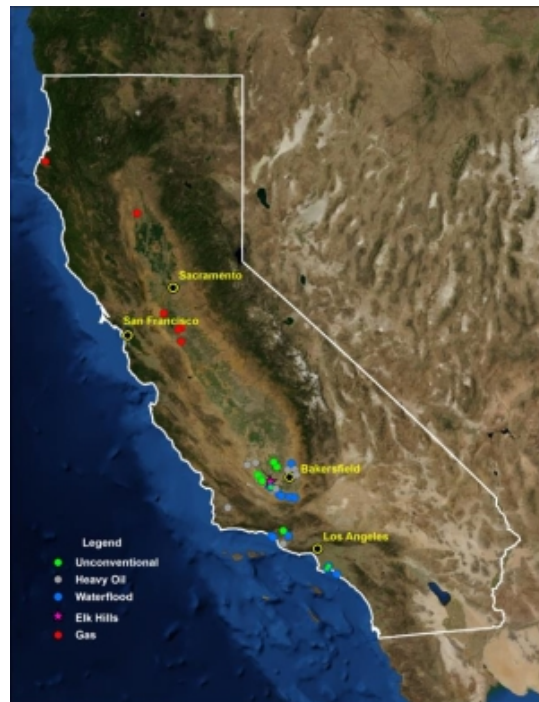 Sacramento
San Francisco
Bakersfield
Los Angeles
Legend
Unconventional
Heavy Oil
Waterflood
Elk Hills
Gas